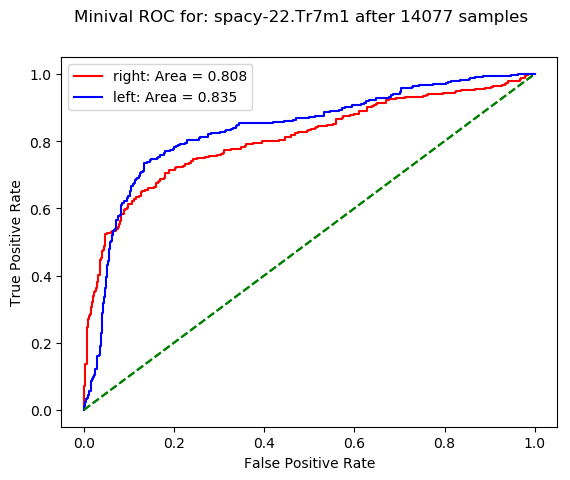 Minival ROC for: spacy-22.Tr7m1 after 14077 samples
right: Area = 0.808
left: Area = 0.835
True Positive Rate
1.0
0.8
0.6
0.4
0.2
0.0
0.0 0.2 0.4 0.6 0.8 1.0
False Positive Rate